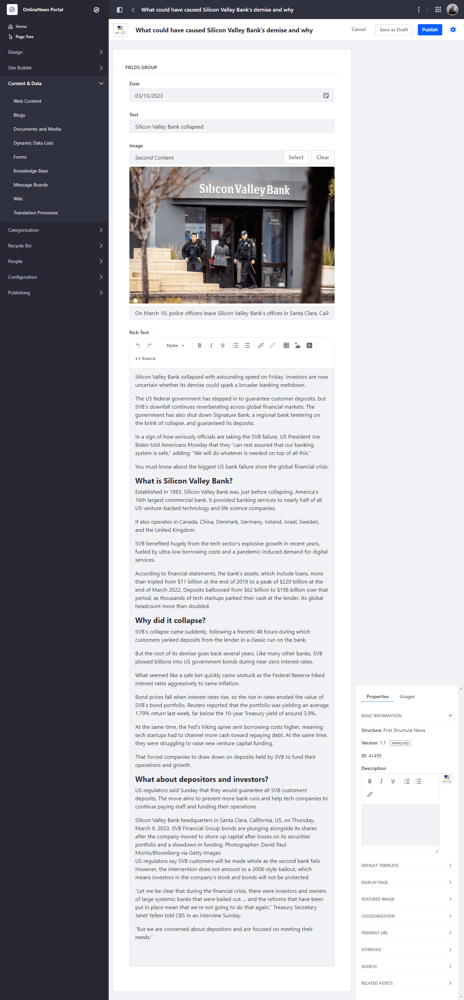 OnlineNews Portal
What could have caused Silicon Valley Bank's demise and why
Home
Page Tree
Design
Site Builder
Content & Data
Web Content
Blogs
Documents and Media
Dynamic Data Lists
Forms
Knowledge Base
Message Boards
Wiki
Translation Processes
Categorization
Recycle Bin
People
Configuration
Publishing
en-US
What could have caused Silicon Valley Bank's demise and why
Cancel
Save as Draft
Publish
FIELDS GROUP
Date
03/13/2023
Text
Silicon Valley Bank collapsed
Image
Second Content
Select
Clear
Silicon Valley Bank
3003
On March 10, police officers leave Silicon Valley Bank's offices in Santa Clara, Calif
Rich Text
Styles
B
I
U
Source
Silicon Valley Bank collapsed with astounding speed on Friday. Investors are now
uncertain whether its demise could spark a broader banking meltdown.
The US federal government has stepped in to guarantee customer deposits, but
SVB's downfall continues reverberating across global financial markets. The
government has also shut down Signature Bank, a regional bank teetering on
the brink of collapse, and guaranteed its deposits.
In a sign of how seriously officials are taking the SVB failure, US President Joe
Biden told Americans Monday that they “can rest assured that our banking
system is safe,” adding: “We will do whatever is needed on top of all this.”
You must know about the biggest US bank failure since the global financial crisis.
What is Silicon Valley Bank?
Established in 1983, Silicon Valley Bank was, just before collapsing, America's
16th largest commercial bank. It provided banking services to nearly half of all
US venture-backed technology and life science companies.
It also operates in Canada, China, Denmark, Germany, Ireland, Israel, Sweden,
and the United Kingdom.
SVB benefited hugely from the tech sector's explosive growth in recent years,
fueled by ultra-low borrowing costs and a pandemic-induced demand for digital
services.
According to financial statements, the bank's assets, which include loans, more
than tripled from $71 billion at the end of 2019 to a peak of $220 billion at the
end of March 2022. Deposits ballooned from $62 billion to $198 billion over that
period, as thousands of tech startups parked their cash at the lender. Its global
headcount more than doubled.
Why did it collapse?
SVB's collapse came suddenly, following a frenetic 48 hours during which
customers yanked deposits from the lender in a classic run on the bank.
But the root of its demise goes back several years. Like many other banks, SVB
plowed billions into US government bonds during near-zero interest rates.
What seemed like a safe bet quickly came unstuck as the Federal Reserve hiked
interest rates aggressively to tame inflation.
Bond prices fall when interest rates rise, so the rise in rates eroded the value of
SVB's bond portfolio. Reuters reported that the portfolio was yielding an average
1.79% return last week, far below the 10-year Treasury yield of around 3.9%.
At the same time, the Fed's hiking spree sent borrowing costs higher, meaning
tech startups had to channel more cash toward repaying debt. At the same time,
they were struggling to raise new venture capital funding.
That forced companies to draw down on deposits held by SVB to fund their
operations and growth.
What about depositors and investors?
US regulators said Sunday that they would guarantee all SVB customers'
deposits. The move aims to prevent more bank runs and help tech companies to
continue paying staff and funding their operations.
Silicon Valley Bank headquarters in Santa Clara, California, US, on Thursday,
March 9, 2023. SVB Financial Group bonds are plunging alongside its shares
after the company moved to shore up capital after losses on its securities
portfolio and a slowdown in funding. Photographer: David Paul
Morris/Bloomberg via Getty Images
US regulators say SVB customers will be made whole as the second bank fails
However, the intervention does not amount to a 2008-style bailout, which
means investors in the company's stock and bonds will not be protected.
“Let me be clear that during the financial crisis, there were investors and owners
of large systemic banks that were bailed out ... and the reforms that have been
put in place mean that we're not going to do that again,” Treasury Secretary
Janet Yellen told CBS in an interview Sunday.
“But we are concerned about depositors and are focused on meeting their
needs.”
Properties
Usages
BASIC INFORMATION
Structure: First Structure News
Version: 1.1 APPROVED
ID: 41498
Description
B
I
U
en-US
DEFAULT TEMPLATE
DISPLAY PAGE
FEATURED IMAGE
CATEGORIZATION
FRIENDLY URL
SCHEDULE
SEARCH
RELATED ASSETS